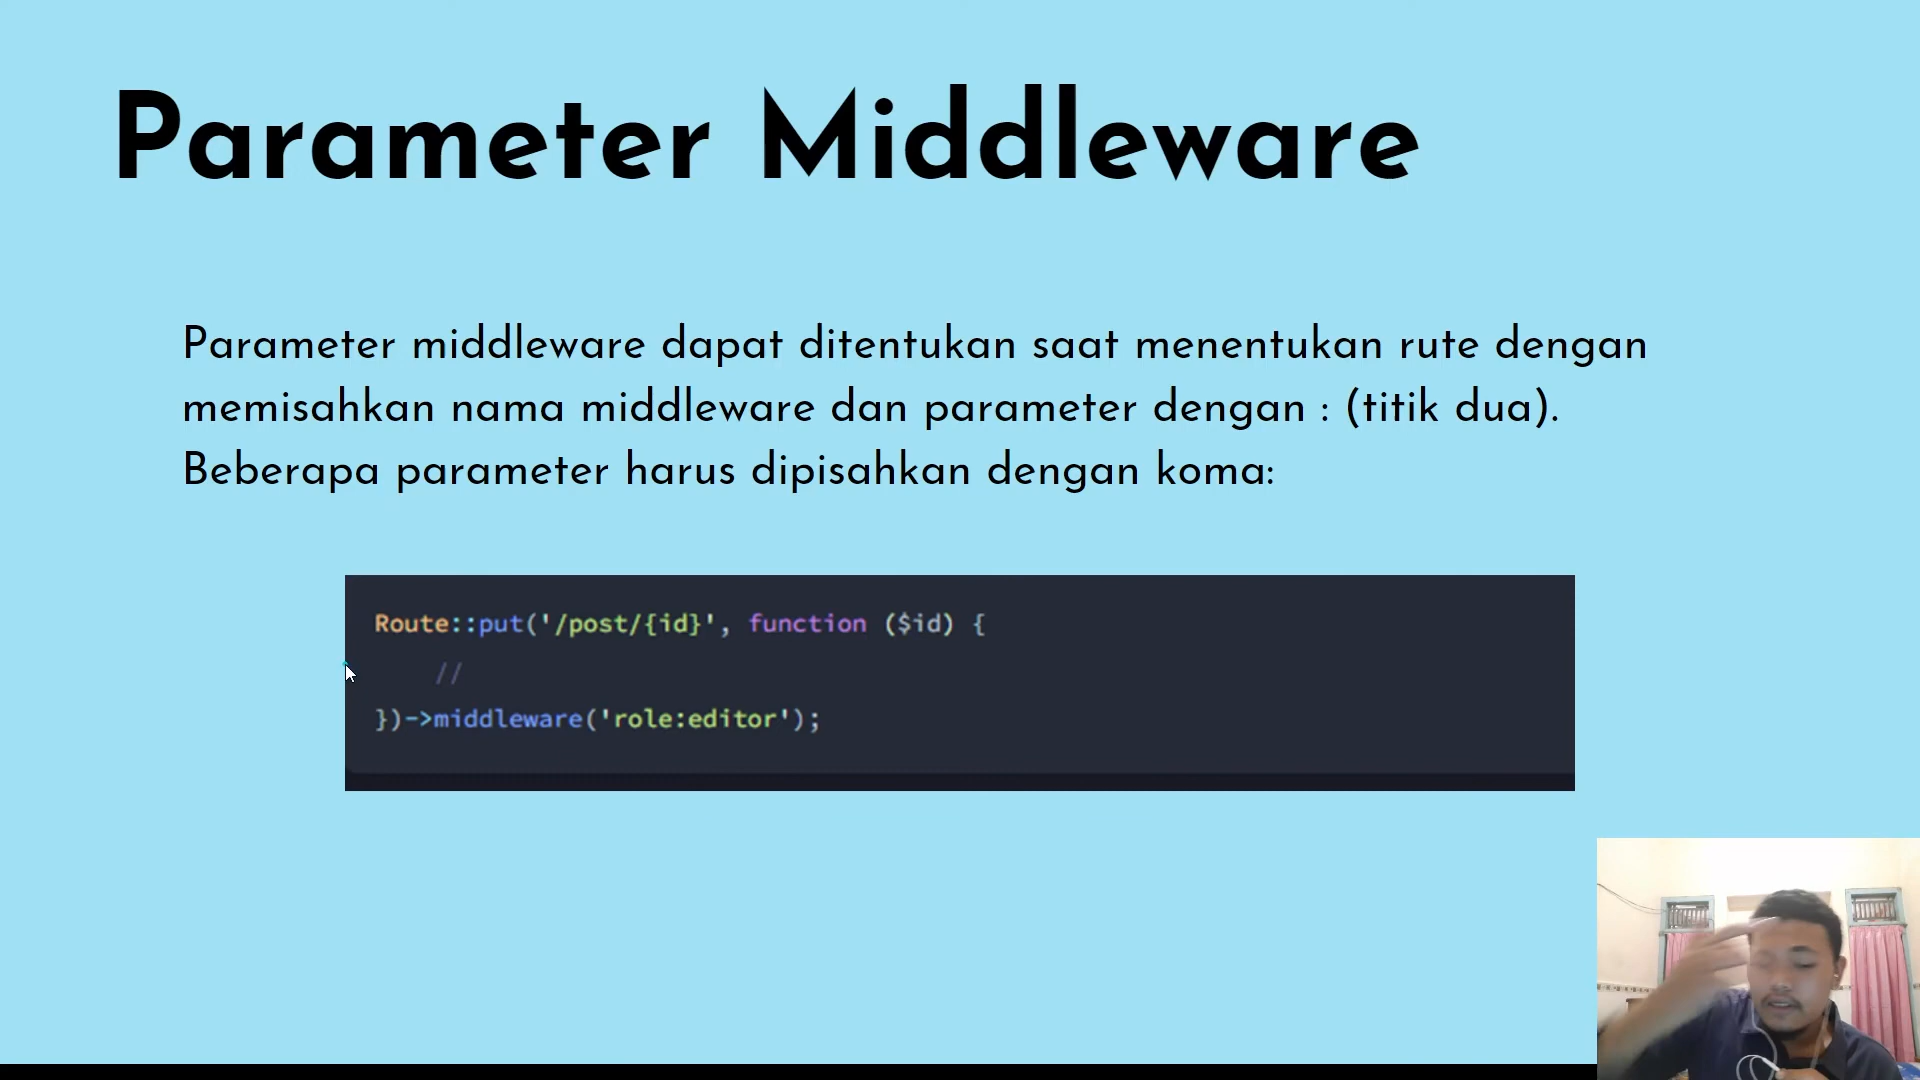 Parameter Middleware
Parameter middleware dapat ditentukan saat menentukan rute dengan
memisahkan nama middleware dan parameter dengan : (titik dua).
Beberapa parameter harus dipisahkan dengan koma:
Route::put('/post/{id}', function ($id) {
//
})->middleware('role:editor');